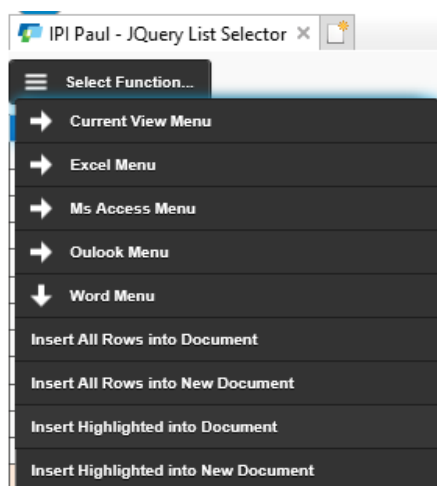 IPI Paul - JQuery List Selector
Select Function...
Current View Menu
Excel Menu
Ms Access Menu
Oulook Menu
Word Menu
Insert All Rows into Document
Insert All Rows into New Document
Insert Highlighted into Document
Insert Highlighted into New Document